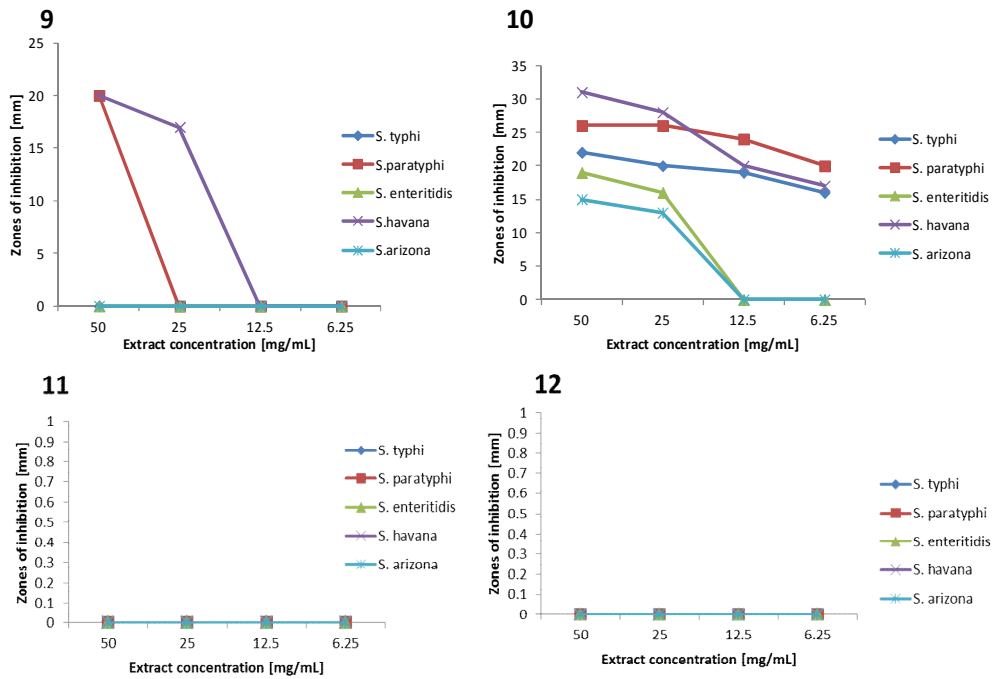 9
25
20
15
10
5
0
Zones of inhibition [mm]
50 25 12.5 6.25
Extract concentration [mg/mL]
S. typhi
S.paratyphi
S. enteritidis
S.havana
S.arizona
10
35
30
25
20
15
10
5
0
Zones of inhibition [mm]
50 25 12.5 6.25
Extract concentration [mg/mL]
S. typhi
S. paratyphi
S. enteritidis
S. havana
S. arizona
11
1
0.9
0.8
0.7
0.6
0.5
0.4
0.3
0.2
0.1
0
Zones of inhibition [mm]
50 25 12.5 6.25
Extract concentration [mg/mL]
S. typhi
S. paratyphi
S. enteritidis
S. havana
S. arizona
12
1
0.9
0.8
0.7
0.6
0.5
0.4
0.3
0.2
0.1
0
Zones of inhibition [mm]
50 25 12.5 6.25
Extract concentration [mg/mL]
S. typhi
S. paratyphi
S. enteritidis
S. havana
S. arizona